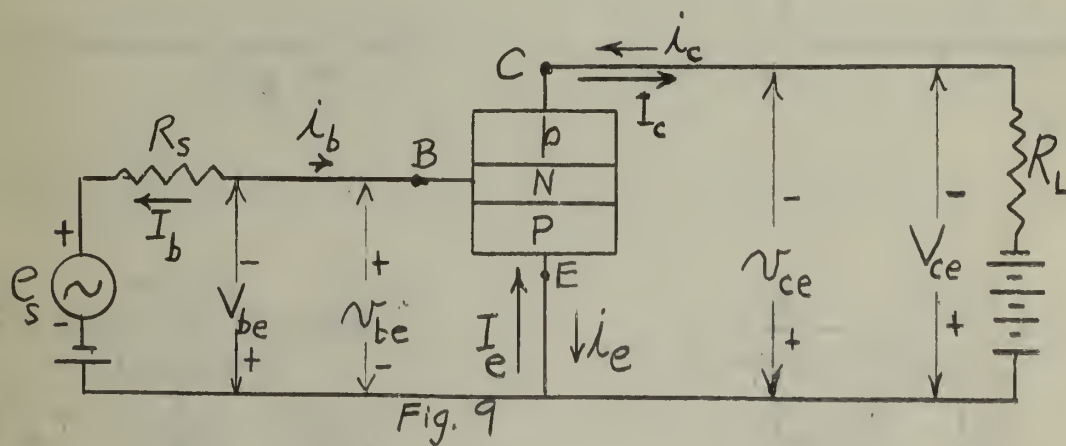 i_c
C
I_c
R_s
i_b
B
P
N
P
R_L
I_b
+
e_s
-
-
V_be
+
+
v_be
-
E
I_e
i_e
-
v_ce
+
-
V_ce
+
Fig. 9